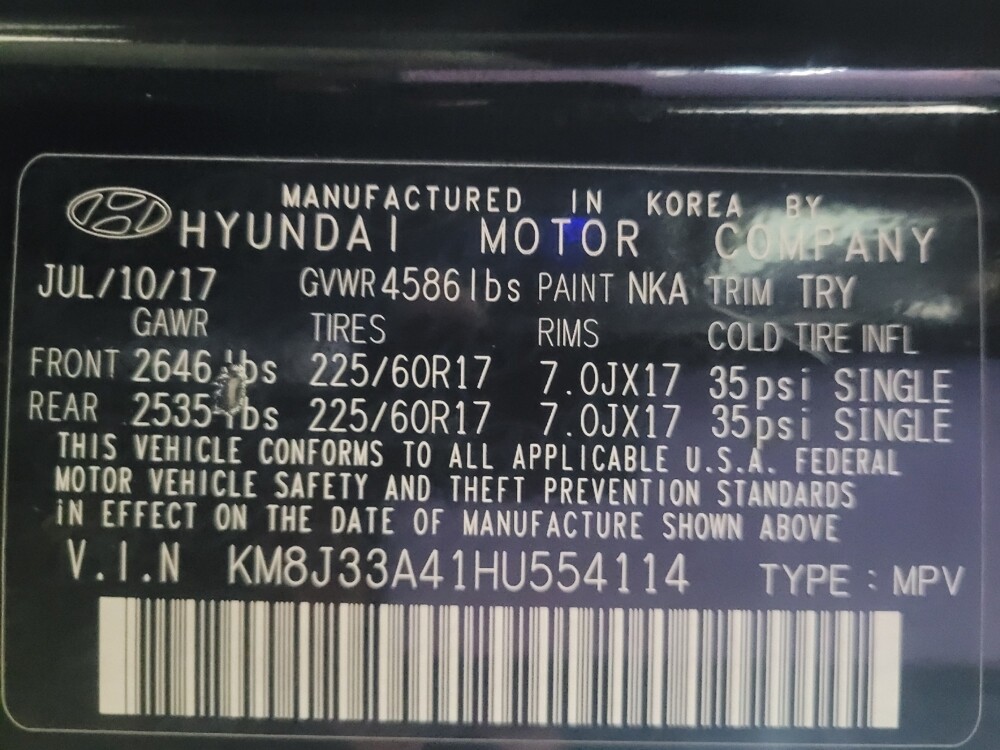 MANUFACTURED IN KOREA BY
HYUNDAI MOTOR COMPANY
JUL/10/17 GVWR 4586lbs PAINT NKA TRIM TRY
GAWR TIRES RIMS COLD TIRE INFL
FRONT 2646 lbs 225/60R17 7.0JX17 35psi SINGLE
REAR 2535 lbs 225/60R17 7.0JX17 35psi SINGLE
THIS VEHICLE CONFORMS TO ALL APPLICABLE U.S.A. FEDERAL
MOTOR VEHICLE SAFETY AND THEFT PREVENTION STANDARDS
IN EFFECT ON THE DATE OF MANUFACTURE SHOWN ABOVE
V.I.N KM8J33A41HU554114 TYPE : MPV